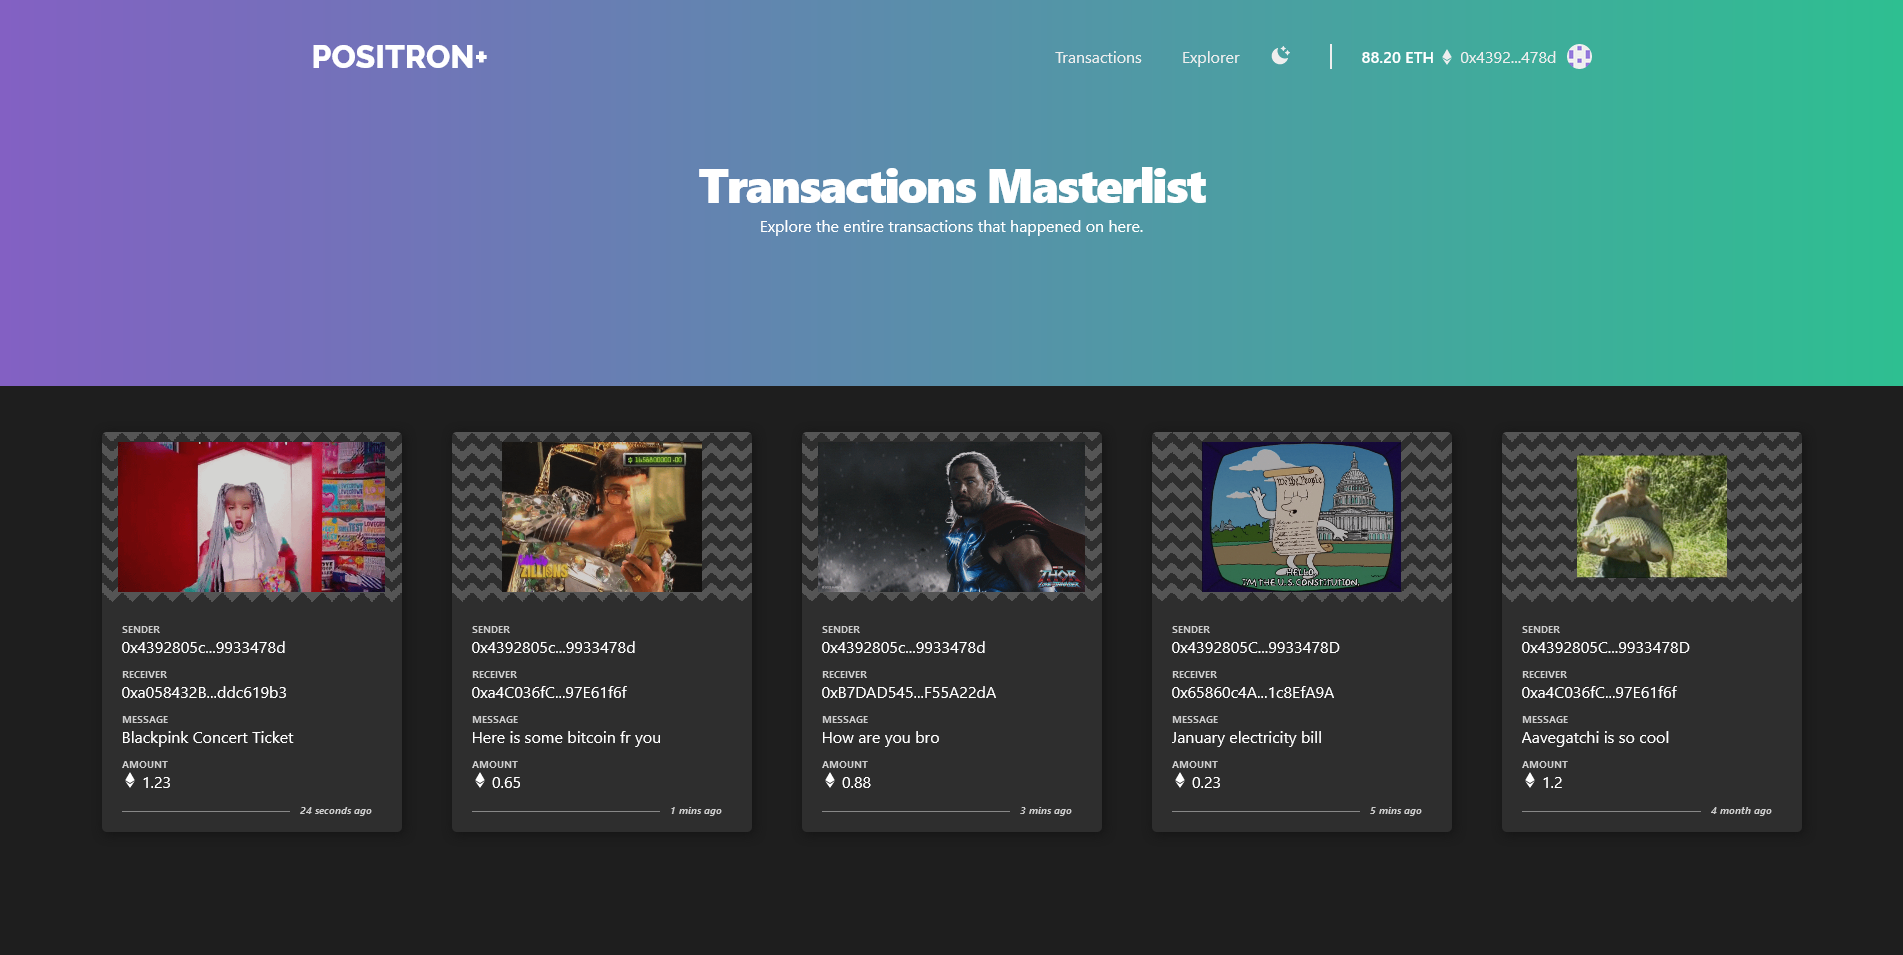 POSITRON+
Transactions Explorer 88.20 ETH 0x4392...478d
Transactions Masterlist
Explore the entire transactions that happened on here.
ZILLIONS
THOR
We the People
HELLO
I'M THE U.S. CONSTITUTION.
SENDER
0x4392805c...9933478d
RECEIVER
0xa058432B...ddc619b3
MESSAGE
Blackpink Concert Ticket
AMOUNT
1.23
24 seconds ago
SENDER
0x4392805c...9933478d
RECEIVER
0xa4C036fC...97E61f6f
MESSAGE
Here is some bitcoin fr you
AMOUNT
0.65
1 mins ago
SENDER
0x4392805c...9933478d
RECEIVER
0xB7DAD545...F55A22dA
MESSAGE
How are you bro
AMOUNT
0.88
3 mins ago
SENDER
0x4392805C...9933478D
RECEIVER
0x65860c4A...1c8EfA9A
MESSAGE
January electricity bill
AMOUNT
0.23
5 mins ago
SENDER
0x4392805C...9933478D
RECEIVER
0xa4C036fC...97E61f6f
MESSAGE
Aavegatchi is so cool
AMOUNT
1.2
4 month ago